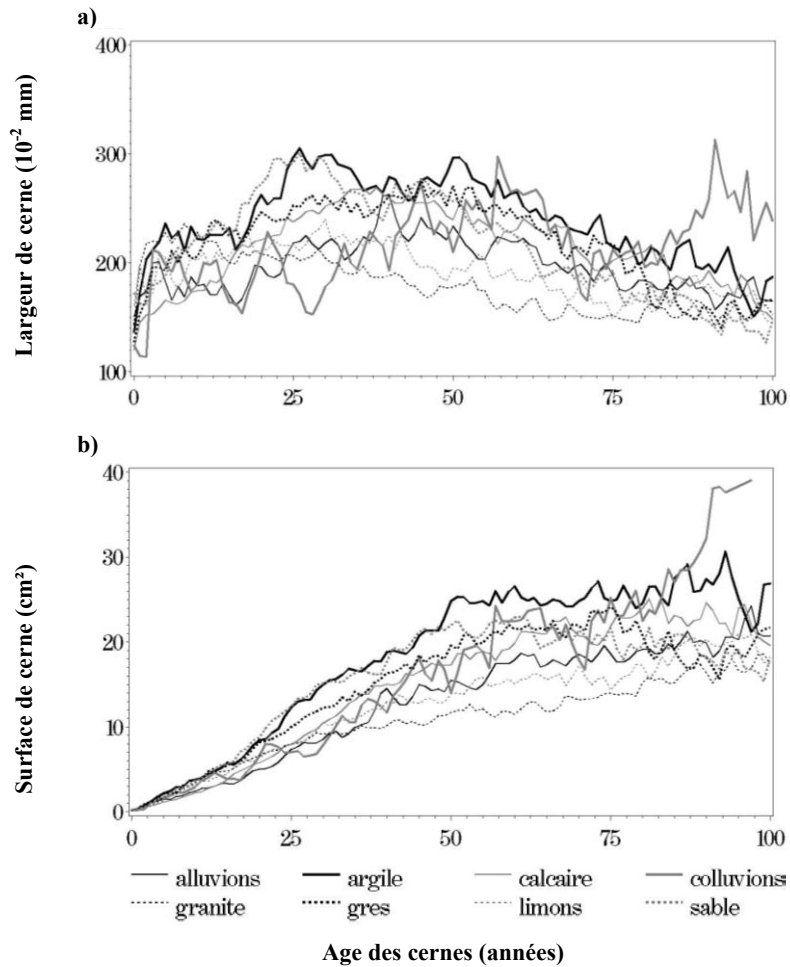 a)
Largeur de cerne (10⁻² mm)
400
300
200
100
0 25 50 75 100
b)
Surface de cerne (cm²)
40
30
20
10
0
0 25 50 75 100
alluvions argile calcaire colluvions
granite gres limons sable
Age des cernes (années)